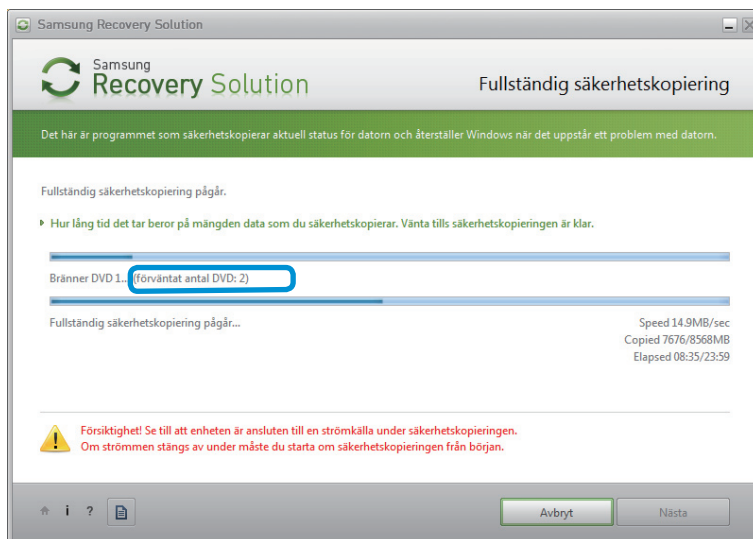 Samsung Recovery Solution
Samsung
Recovery Solution
Fullständig säkerhetskopiering
Det här är programmet som säkerhetskopierar aktuell status för datorn och återställer Windows när det uppstår ett problem med datorn.
Fullständig säkerhetskopiering pågår.
Hur lång tid det tar beror på mängden data som du säkerhetskopierar. Vänta tills säkerhetskopieringen är klar.
Bränner DVD 1... (förväntat antal DVD: 2)
Fullständig säkerhetskopiering pågår...
Speed 14.9MB/sec
Copied 7676/8568MB
Elapsed 08:35/23:59
Försiktighet! Se till att enheten är ansluten till en strömkälla under säkerhetskopieringen.
Om strömmen stängs av under måste du starta om säkerhetskopieringen från början.
i ?
Avbryt
Nästa